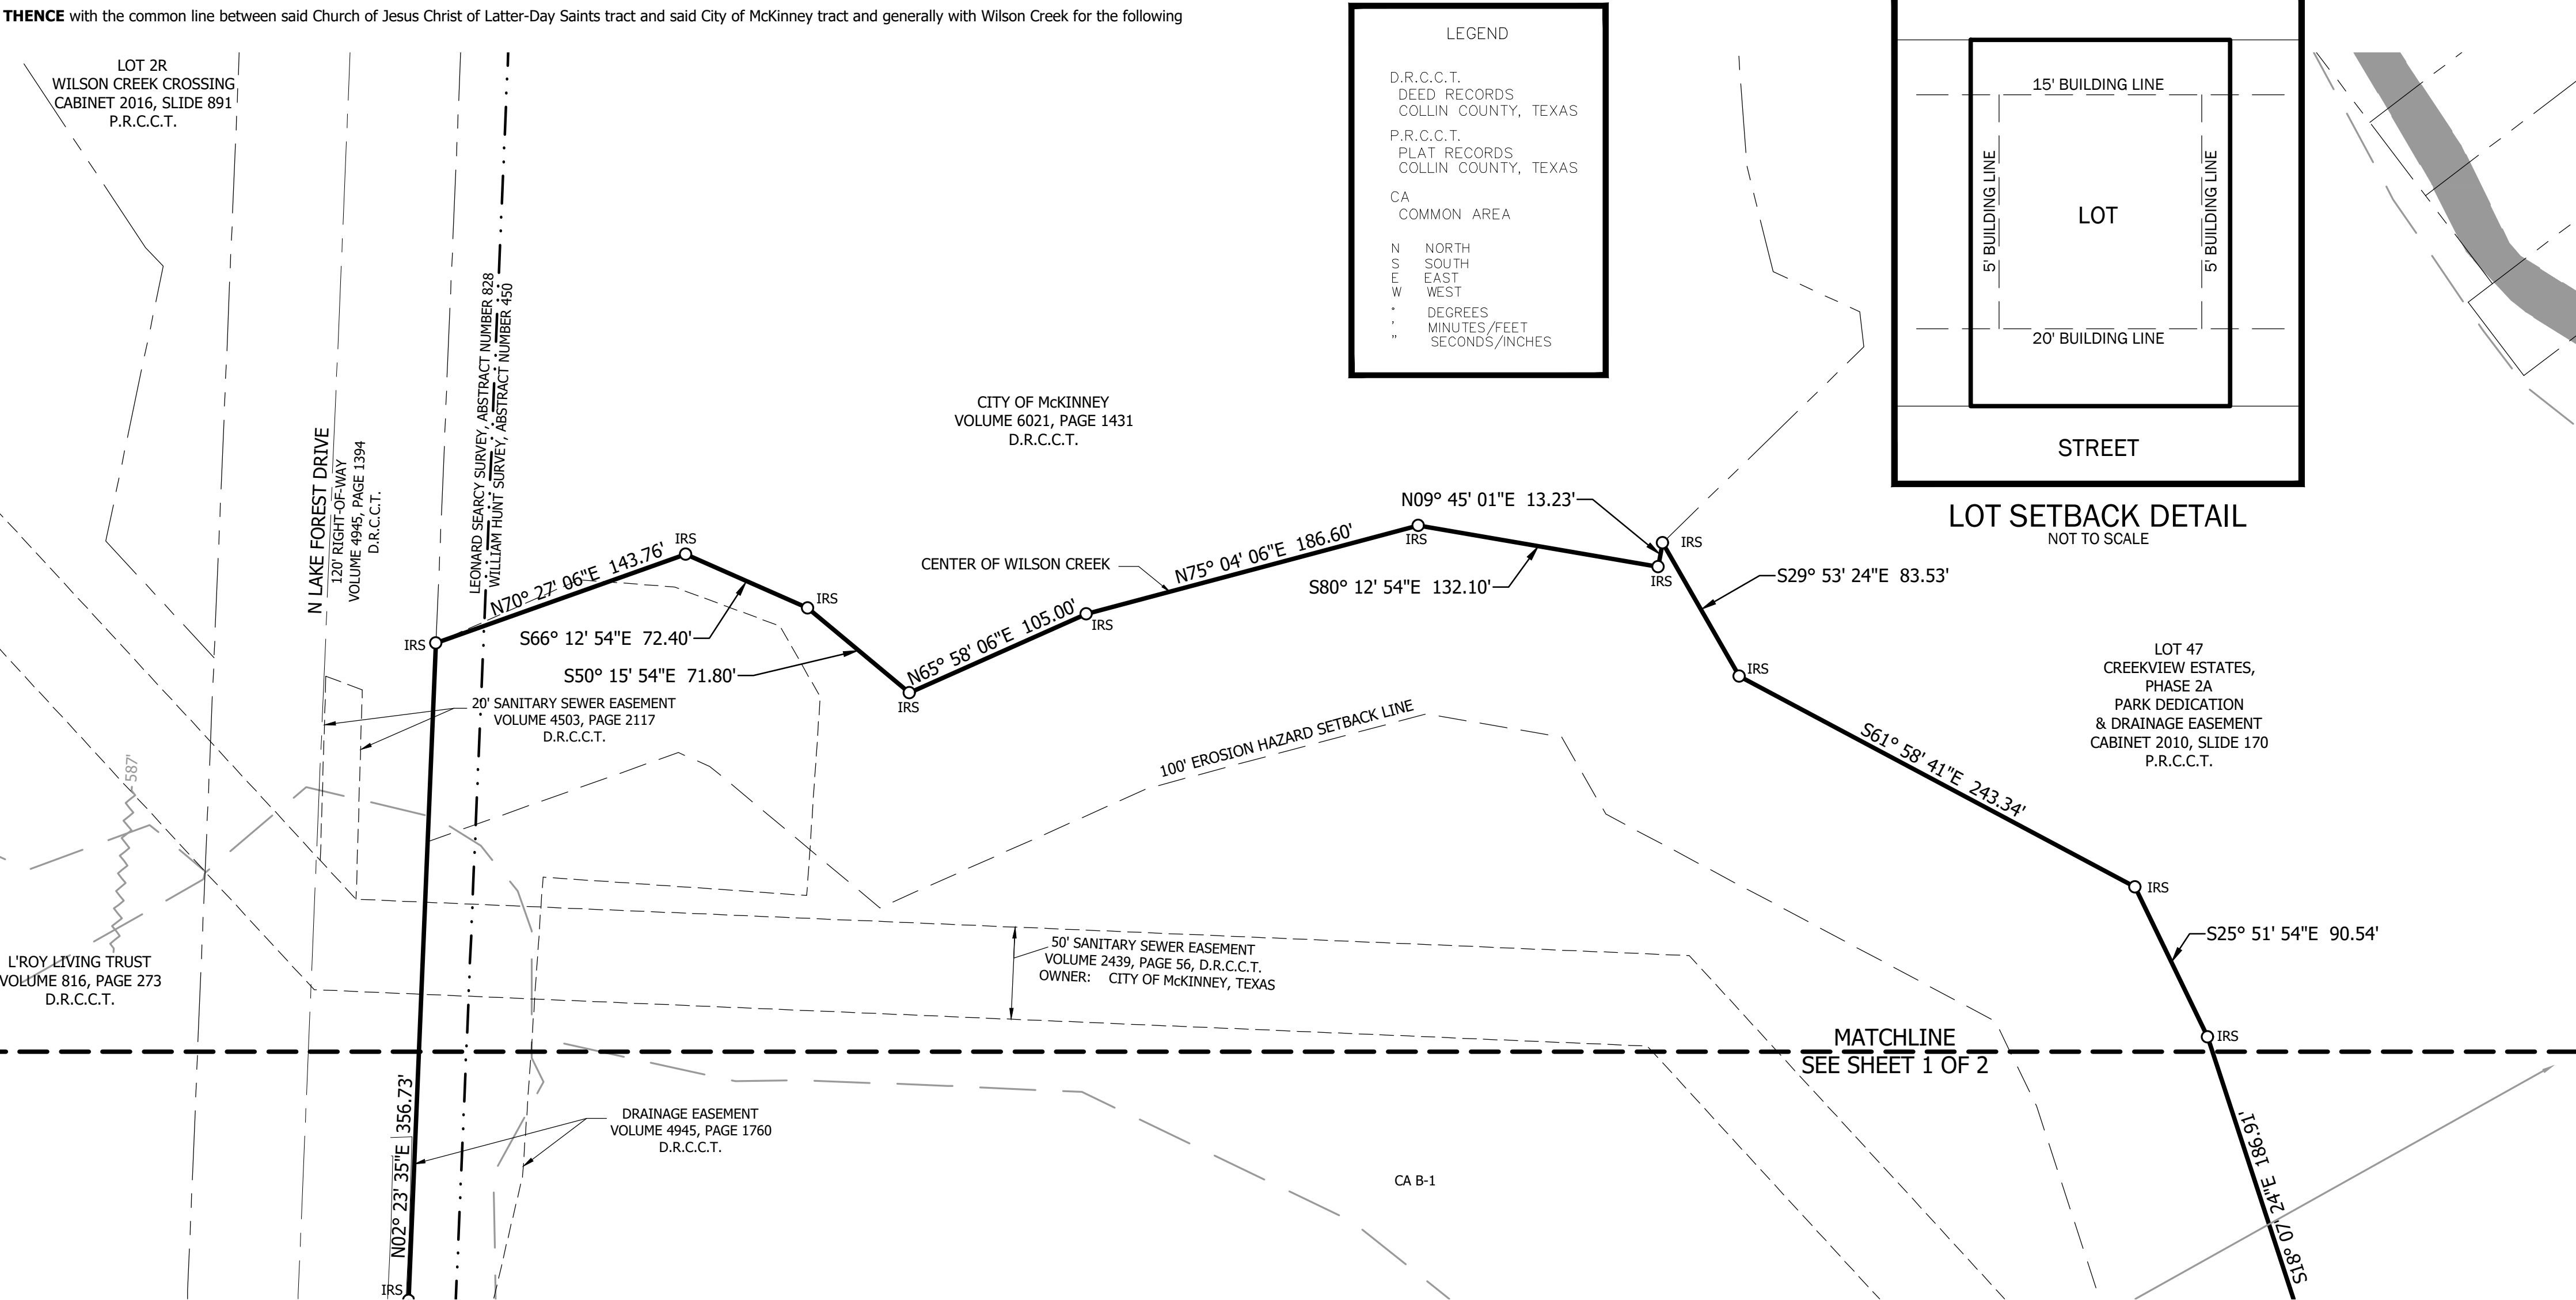 THENCE with the common line between said Church of Jesus Christ of Latter-Day Saints tract and said City of McKinney tract and generally with Wilson Creek for the following
LOT 2R
WILSON CREEK CROSSING
CABINET 2016, SLIDE 891
P.R.C.C.T.
LEGEND
D.R.C.C.T.
DEED RECORDS
COLLIN COUNTY, TEXAS
P.R.C.C.T.
PLAT RECORDS
COLLIN COUNTY, TEXAS
CA
COMMON AREA
N NORTH
S SOUTH
E EAST
W WEST
° DEGREES
' MINUTES/FEET
" SECONDS/INCHES
15' BUILDING LINE
5' BUILDING LINE
LOT
5' BUILDING LINE
20' BUILDING LINE
STREET
LOT SETBACK DETAIL
NOT TO SCALE
N LAKE FOREST DRIVE
120' RIGHT-OF-WAY
VOLUME 4945, PAGE 1394
D.R.C.C.T.
LEONARD SEARCY SURVEY, ABSTRACT NUMBER 828
WILLIAM HUNT SURVEY, ABSTRACT NUMBER 450
CITY OF McKINNEY
VOLUME 6021, PAGE 1431
D.R.C.C.T.
IRS
N70° 27' 06"E 143.76'
IRS
S66° 12' 54"E 72.40'
IRS
S50° 15' 54"E 71.80'
IRS
N65° 58' 06"E 105.00'
IRS
CENTER OF WILSON CREEK
N75° 04' 06"E 186.60'
IRS
S80° 12' 54"E 132.10'
IRS
N09° 45' 01"E 13.23'
IRS
S29° 53' 24"E 83.53'
IRS
S61° 58' 41"E 243.34'
IRS
S25° 51' 54"E 90.54'
IRS
LOT 47
CREEKVIEW ESTATES,
PHASE 2A
PARK DEDICATION
& DRAINAGE EASEMENT
CABINET 2010, SLIDE 170
P.R.C.C.T.
20' SANITARY SEWER EASEMENT
VOLUME 4503, PAGE 2117
D.R.C.C.T.
100' EROSION HAZARD SETBACK LINE
587'
L'ROY LIVING TRUST
VOLUME 816, PAGE 273
D.R.C.C.T.
50' SANITARY SEWER EASEMENT
VOLUME 2439, PAGE 56, D.R.C.C.T.
OWNER: CITY OF McKINNEY, TEXAS
MATCHLINE
SEE SHEET 1 OF 2
N02° 23' 35"E 356.73'
DRAINAGE EASEMENT
VOLUME 4945, PAGE 1760
D.R.C.C.T.
CA B-1
S18° 07' 24"E 186.91'
IRS